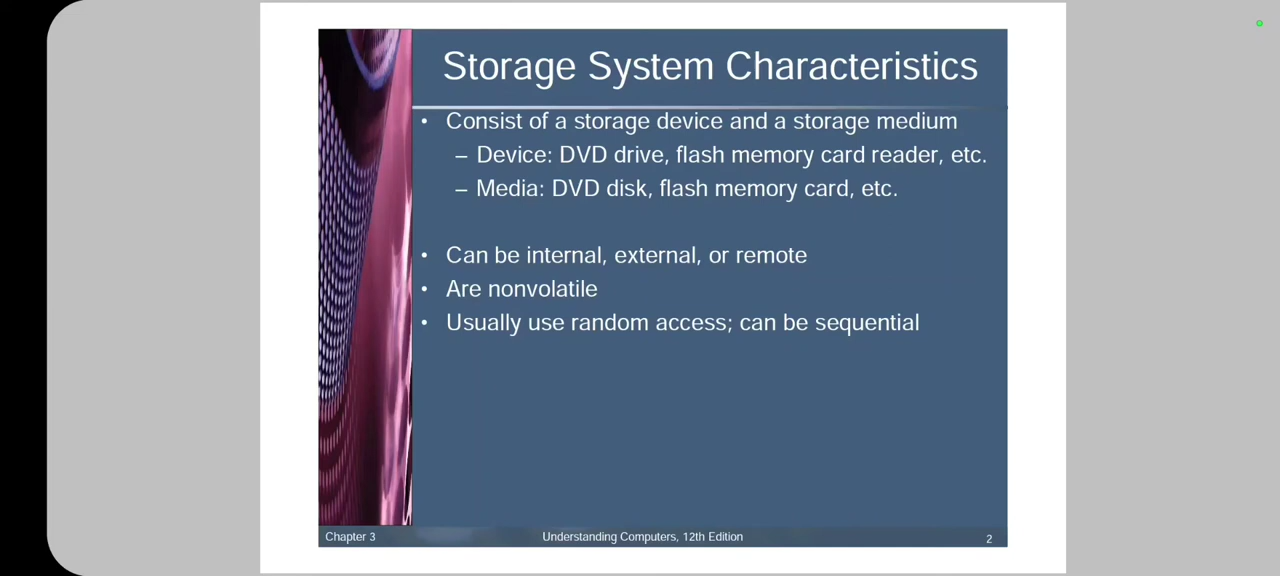 Storage System Characteristics
• Consist of a storage device and a storage medium
– Device: DVD drive, flash memory card reader, etc.
– Media: DVD disk, flash memory card, etc.
• Can be internal, external, or remote
• Are nonvolatile
• Usually use random access; can be sequential
Chapter 3
Understanding Computers, 12th Edition
2